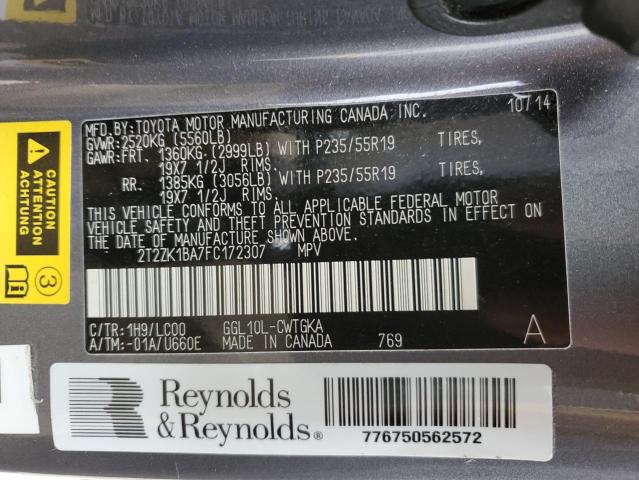 MFD. BY:TOYOTA MOTOR MANUFACTURING CANADA INC. 10/14
GVWR:2520KG (5560LB)
GAWR:FRT. 1360KG (2999LB) WITH P235/55R19 TIRES,
19X7 1/2J RIMS
RR. 1385KG (3056LB) WITH P235/55R19 TIRES,
19X7 1/2J RIMS
THIS VEHICLE CONFORMS TO ALL APPLICABLE FEDERAL MOTOR
VEHICLE SAFETY AND THEFT PREVENTION STANDARDS IN EFFECT ON
THE DATE OF MANUFACTURE SHOWN ABOVE.
2T2ZK1BA7FC172307 MPV
C/TR:1H9/LC00 GGL10L-CWTGKA
A/TM:-01A/U660E MADE IN CANADA 769 A
CAUTION
ATTENTION
ACHTUNG
3
Reynolds
& Reynolds®
776750562572